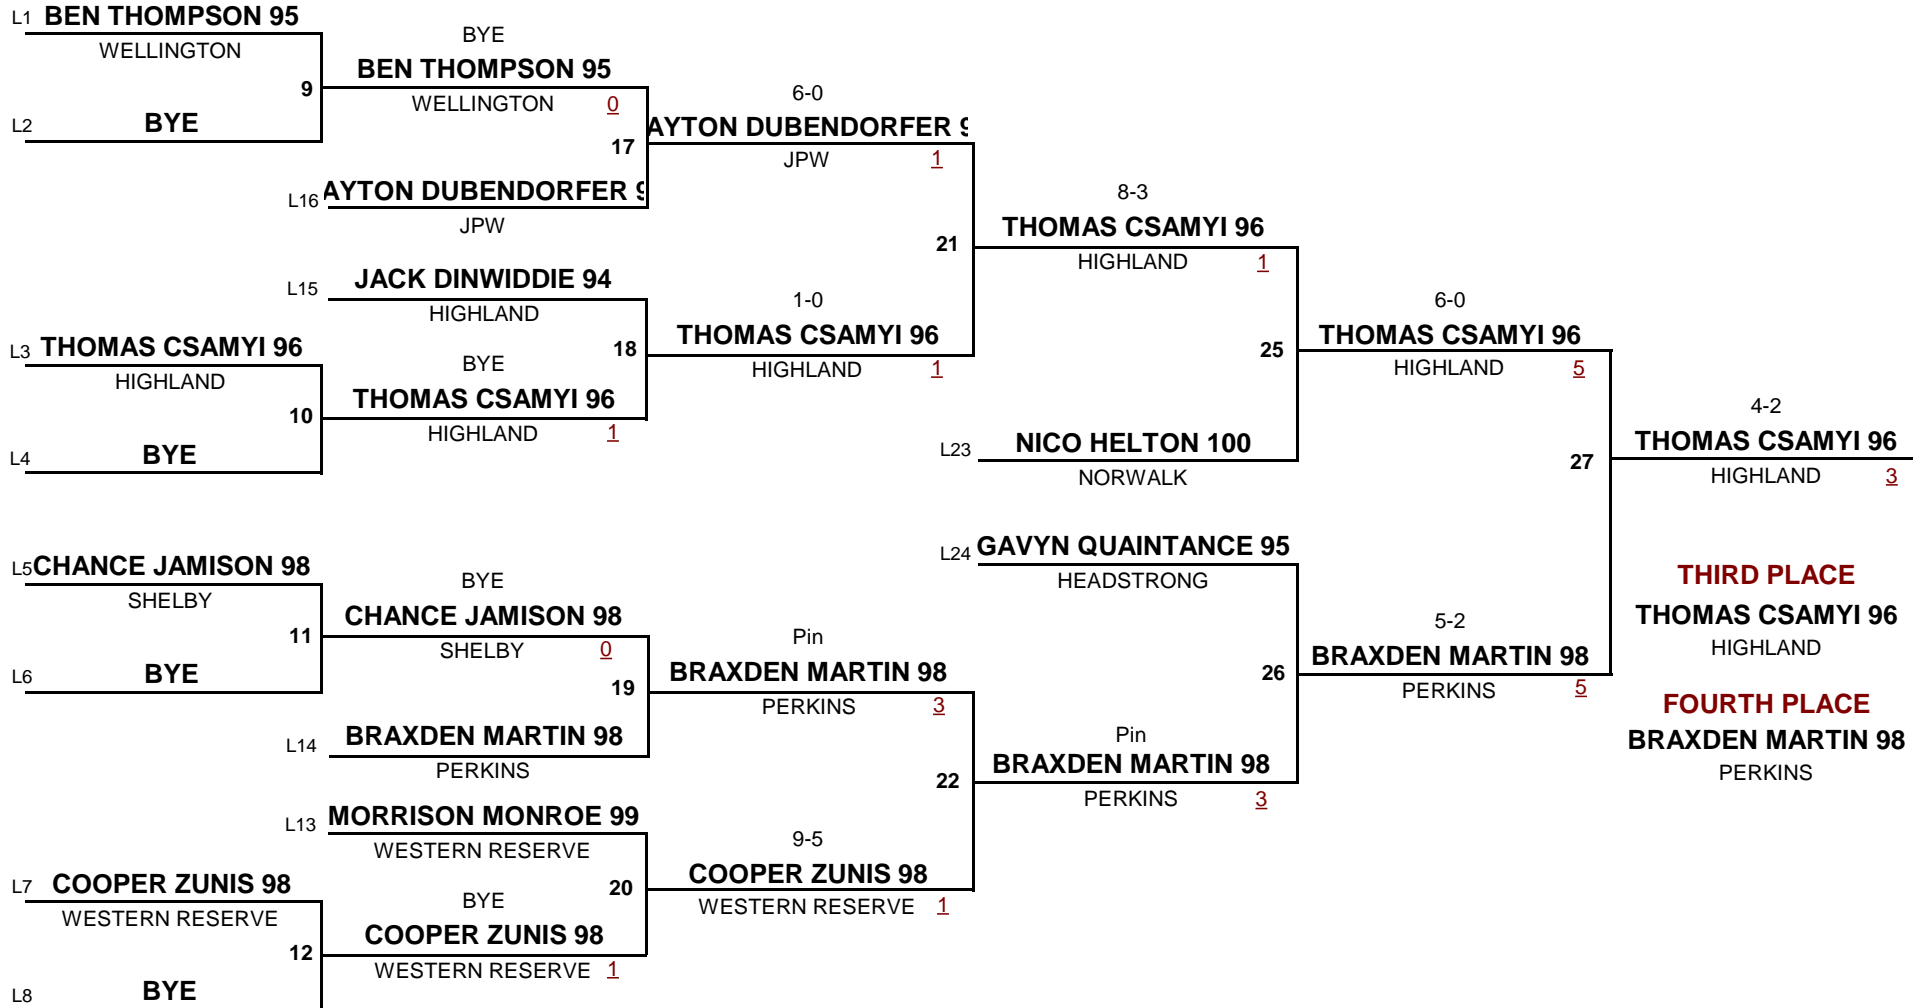 L1 BEN THOMPSON 95
WELLINGTON
9
L2 BYE
BYE
BEN THOMPSON 95
WELLINGTON 0
17
L16 AYTON DUBENDORFER 9
JPW
6-0
AYTON DUBENDORFER 9
JPW 1
21
L15 JACK DINWIDDIE 94
HIGHLAND
18
L3 THOMAS CSAMYI 96
HIGHLAND
10
L4 BYE
BYE
THOMAS CSAMYI 96
HIGHLAND 1
1-0
THOMAS CSAMYI 96
HIGHLAND 1
8-3
THOMAS CSAMYI 96
HIGHLAND 1
25
L23 NICO HELTON 100
NORWALK
6-0
THOMAS CSAMYI 96
HIGHLAND 5
27
4-2
THOMAS CSAMYI 96
HIGHLAND 3
L5 CHANCE JAMISON 98
SHELBY
11
L6 BYE
BYE
CHANCE JAMISON 98
SHELBY 0
19
L14 BRAXDEN MARTIN 98
PERKINS
Pin
BRAXDEN MARTIN 98
PERKINS 3
22
L13 MORRISON MONROE 99
WESTERN RESERVE
20
L7 COOPER ZUNIS 98
WESTERN RESERVE
12
L8 BYE
BYE
COOPER ZUNIS 98
WESTERN RESERVE 1
9-5
COOPER ZUNIS 98
WESTERN RESERVE 1
L24 GAVYN QUAINTANCE 95
HEADSTRONG
26
Pin
BRAXDEN MARTIN 98
PERKINS 3
5-2
BRAXDEN MARTIN 98
PERKINS 5
THIRD PLACE
THOMAS CSAMYI 96
HIGHLAND
FOURTH PLACE
BRAXDEN MARTIN 98
PERKINS